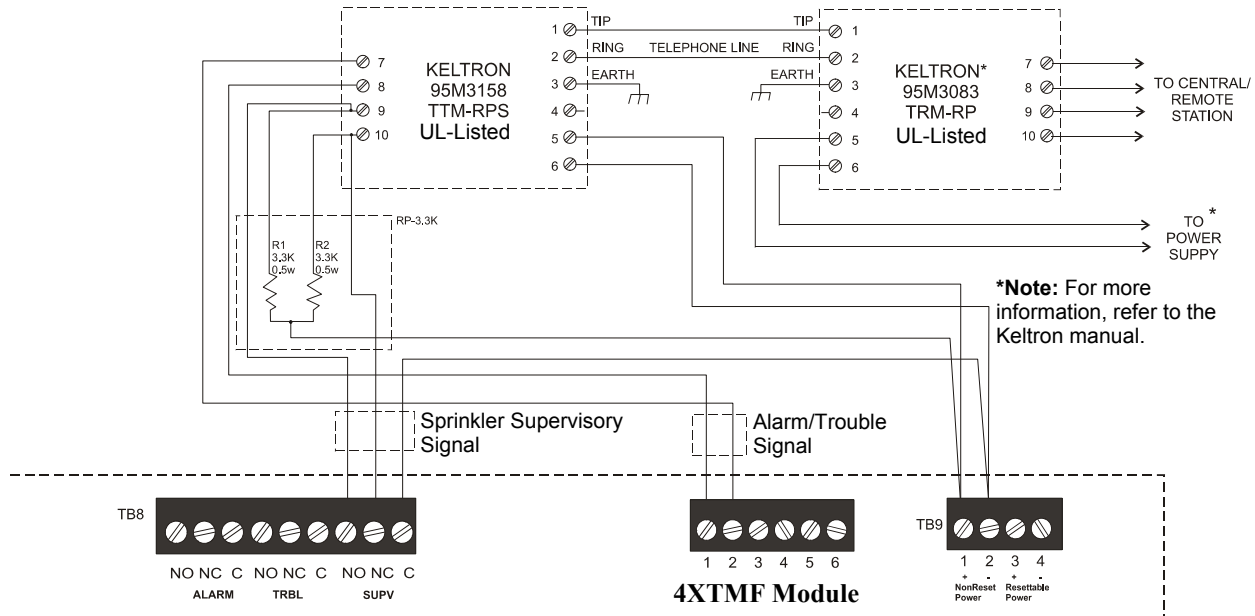 TIP TIP
1 1
RING TELEPHONE LINE RING
2 2
7 KELTRON EARTH EARTH KELTRON* 7
8 95M3158 3 3 95M3083 8
9 TTM-RPS 4 4 TRM-RP 9
10 UL-Listed 5 5 UL-Listed 10
6 6
TO CENTRAL/
REMOTE
STATION
RP-3.3K
R1 R2
3.3K 3.3K
0.5w 0.5w
TO *
POWER
SUPPY
*Note: For more
information, refer to the
Keltron manual.
Sprinkler Supervisory
Signal
Alarm/Trouble
Signal
TB8
NO NC C NO NC C NO NC C
ALARM TRBL SUPV
1 2 3 4 5 6
4XTMF Module
TB9
1 2 3 4
+ - + -
NonReset Resettable
Power Power